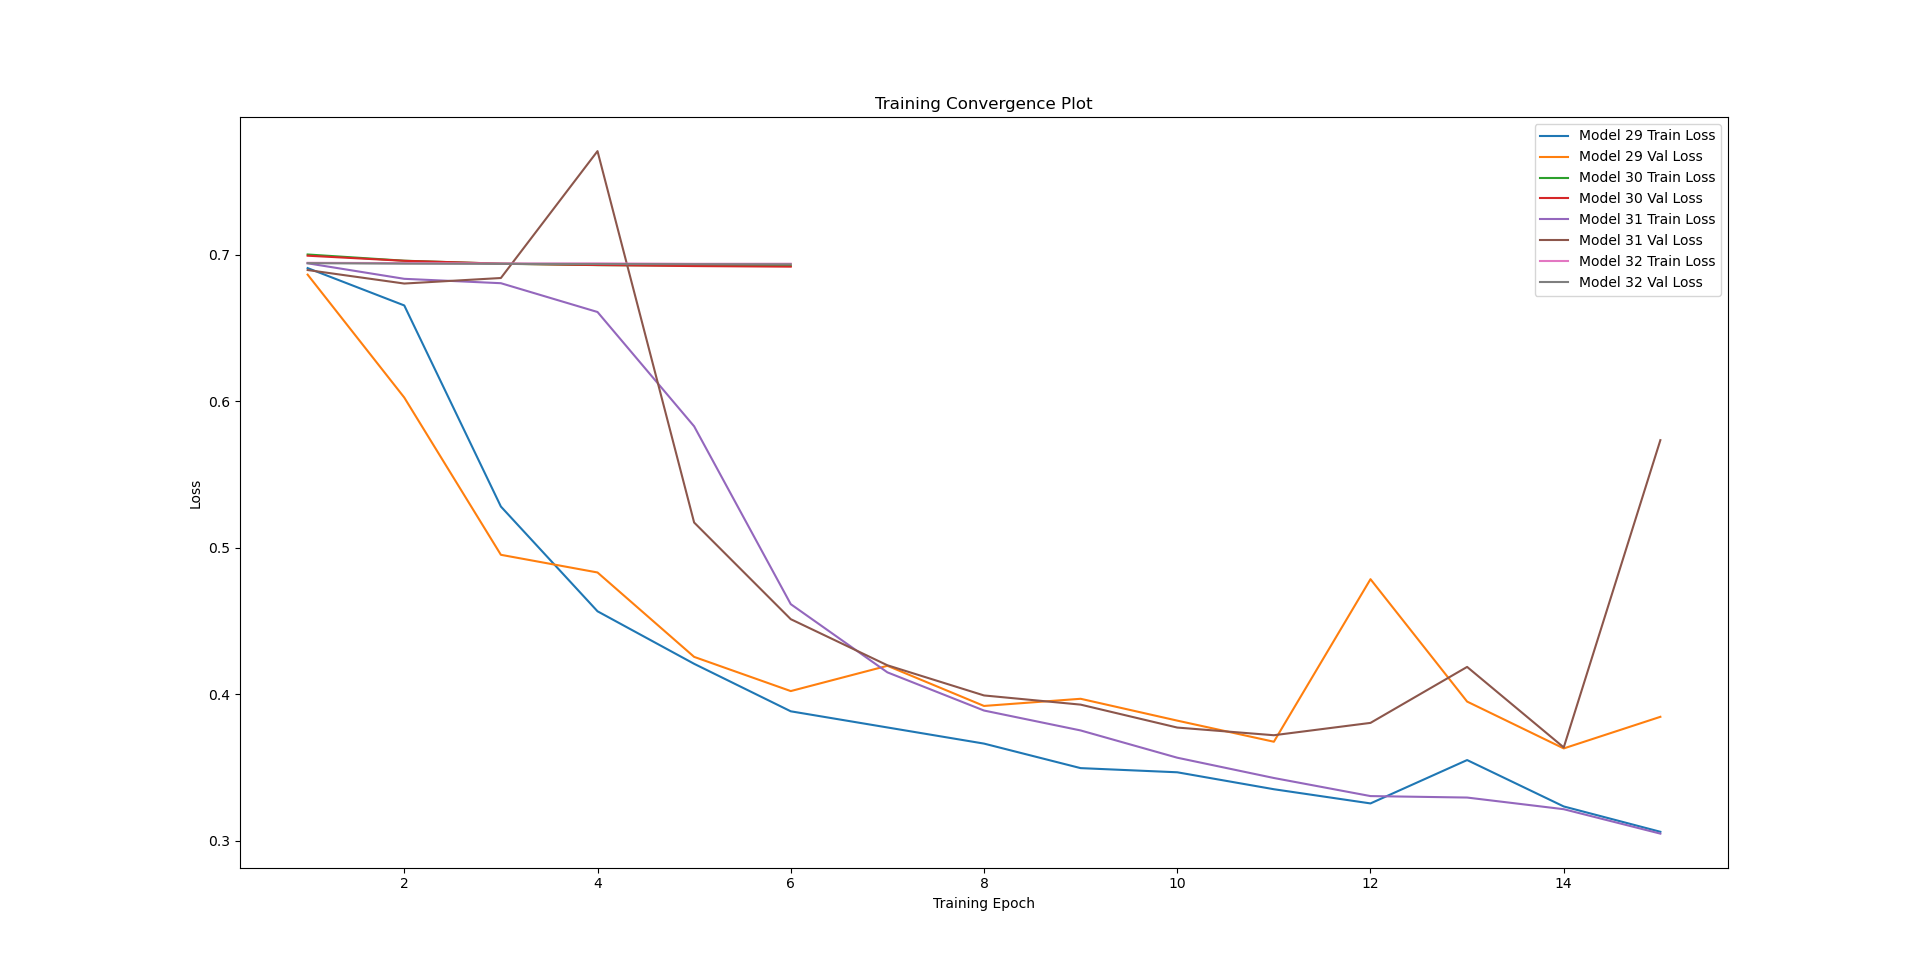 Training Convergence Plot
Model 29 Train Loss
Model 29 Val Loss
Model 30 Train Loss
Model 30 Val Loss
Model 31 Train Loss
Model 31 Val Loss
Model 32 Train Loss
Model 32 Val Loss
Loss
0.7
0.6
0.5
0.4
0.3
2 4 6 8 10 12 14
Training Epoch